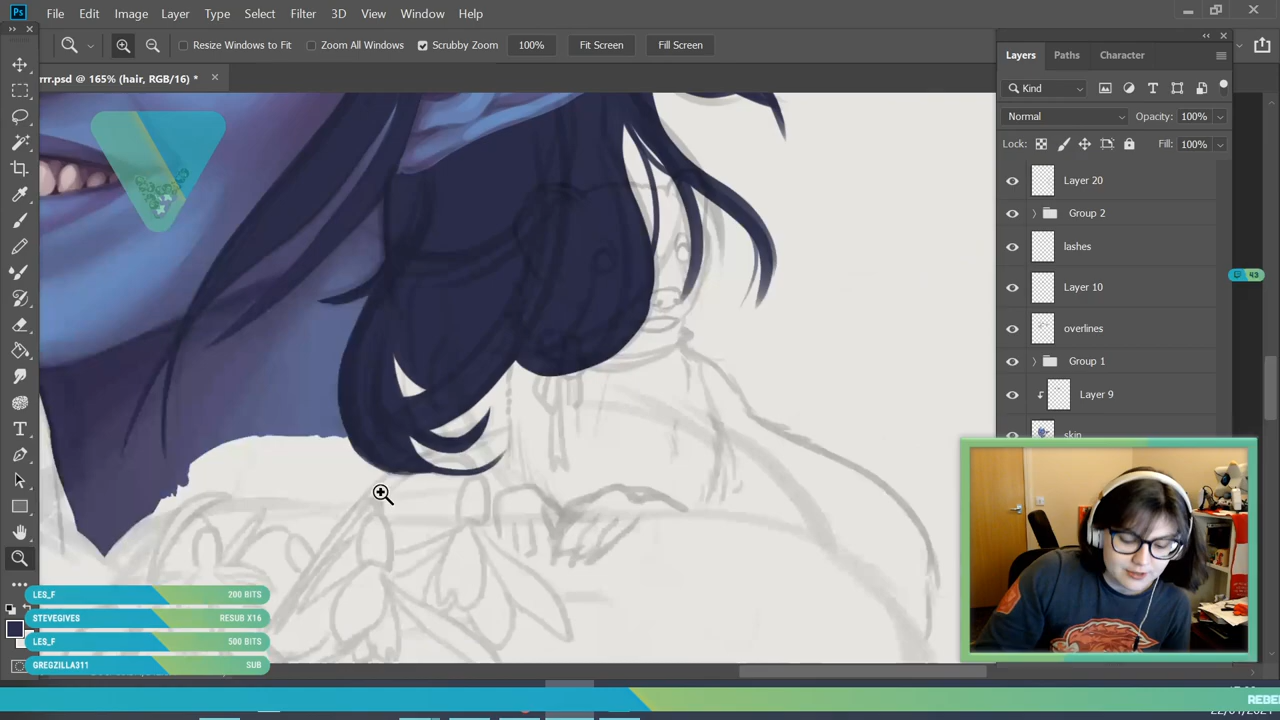 Ps File Edit Image Layer Type Select Filter 3D View Window Help
Resize Windows to Fit Zoom All Windows Scrubby Zoom 100% Fit Screen Fill Screen
rrr.psd @ 165% (hair, RGB/16) *
Layers Paths Character
Kind
Normal Opacity: 100%
Lock: Fill: 100%
Layer 20
Group 2
lashes
Layer 10
overlines
Group 1
Layer 9
skin
43
LES_F 200 BITS
STEVEGIVES RESUB X16
LES_F 500 BITS
GREGZILLA311 SUB
REBE